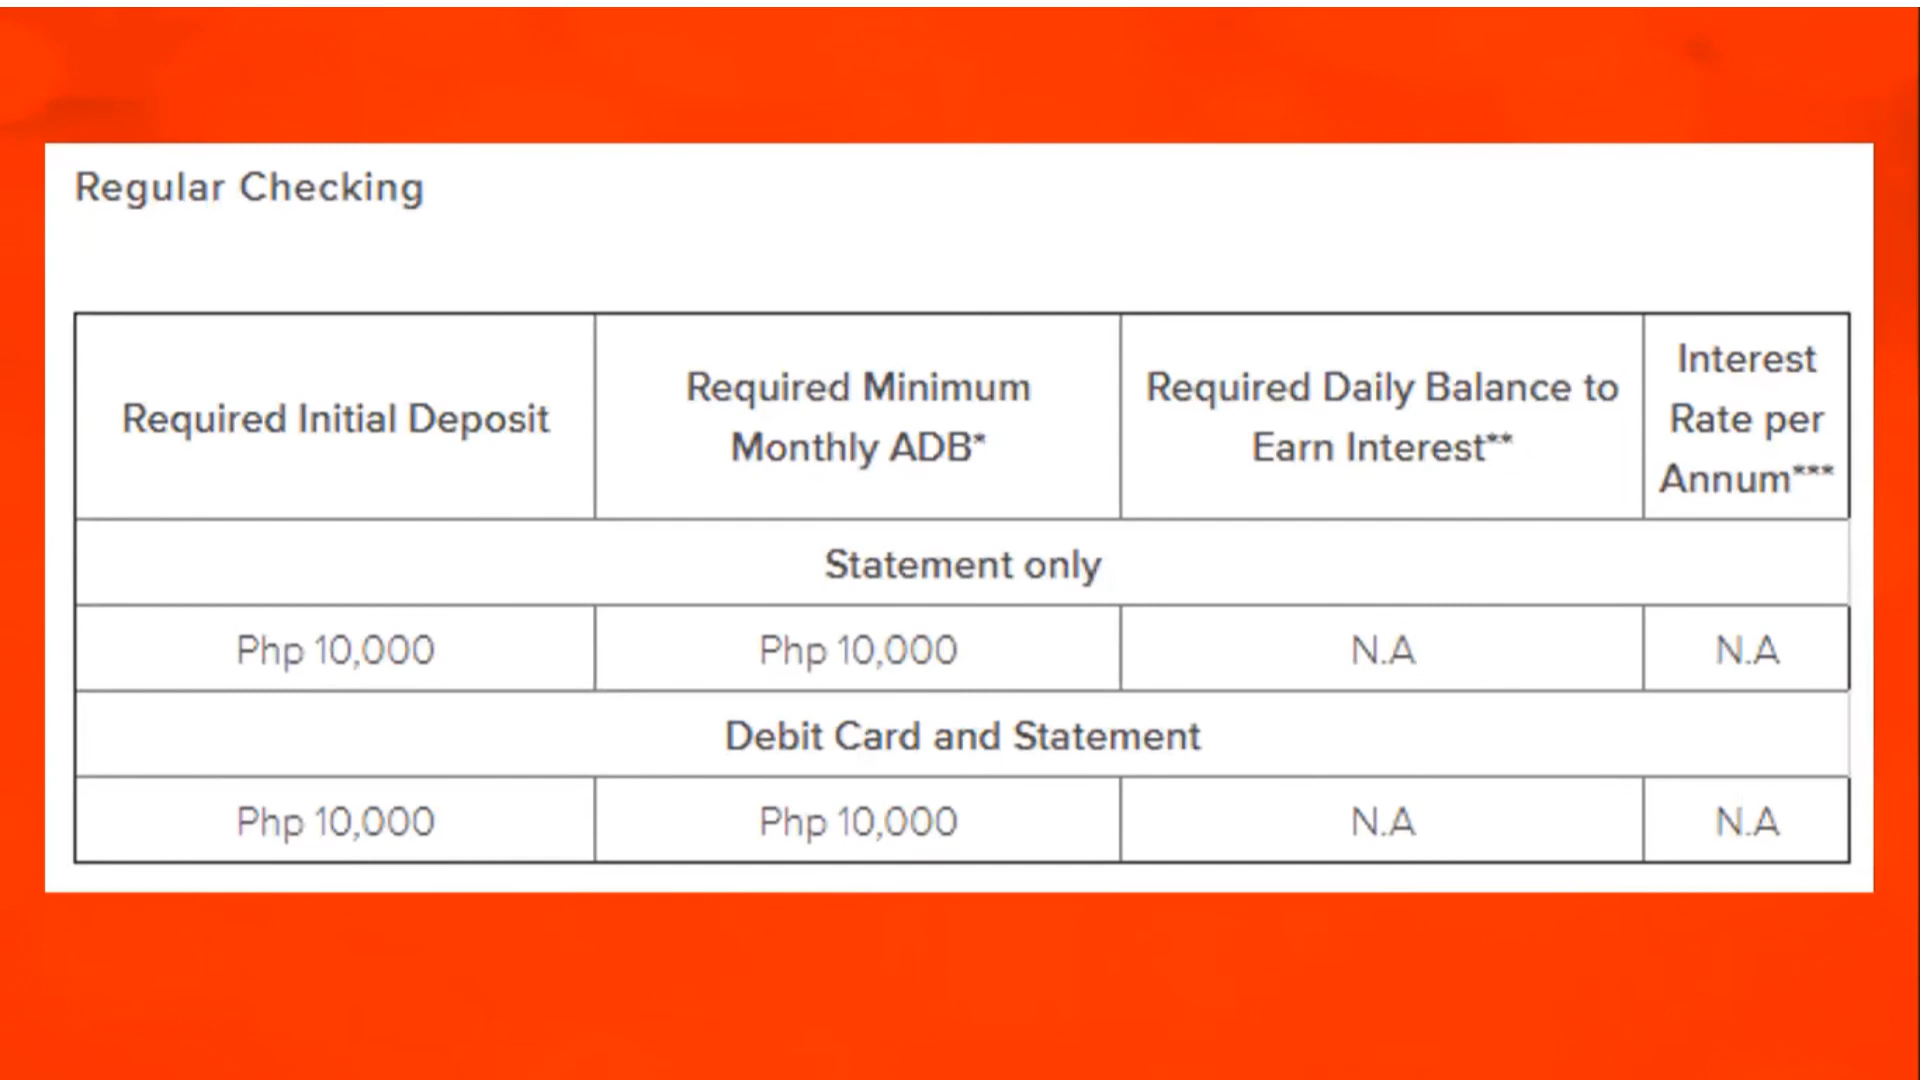 Regular Checking
Required Initial Deposit
Required Minimum
Monthly ADB*
Required Daily Balance to
Earn Interest**
Interest
Rate per
Annum***
Statement only
Php 10,000
Php 10,000
N.A
N.A
Debit Card and Statement
Php 10,000
Php 10,000
N.A
N.A